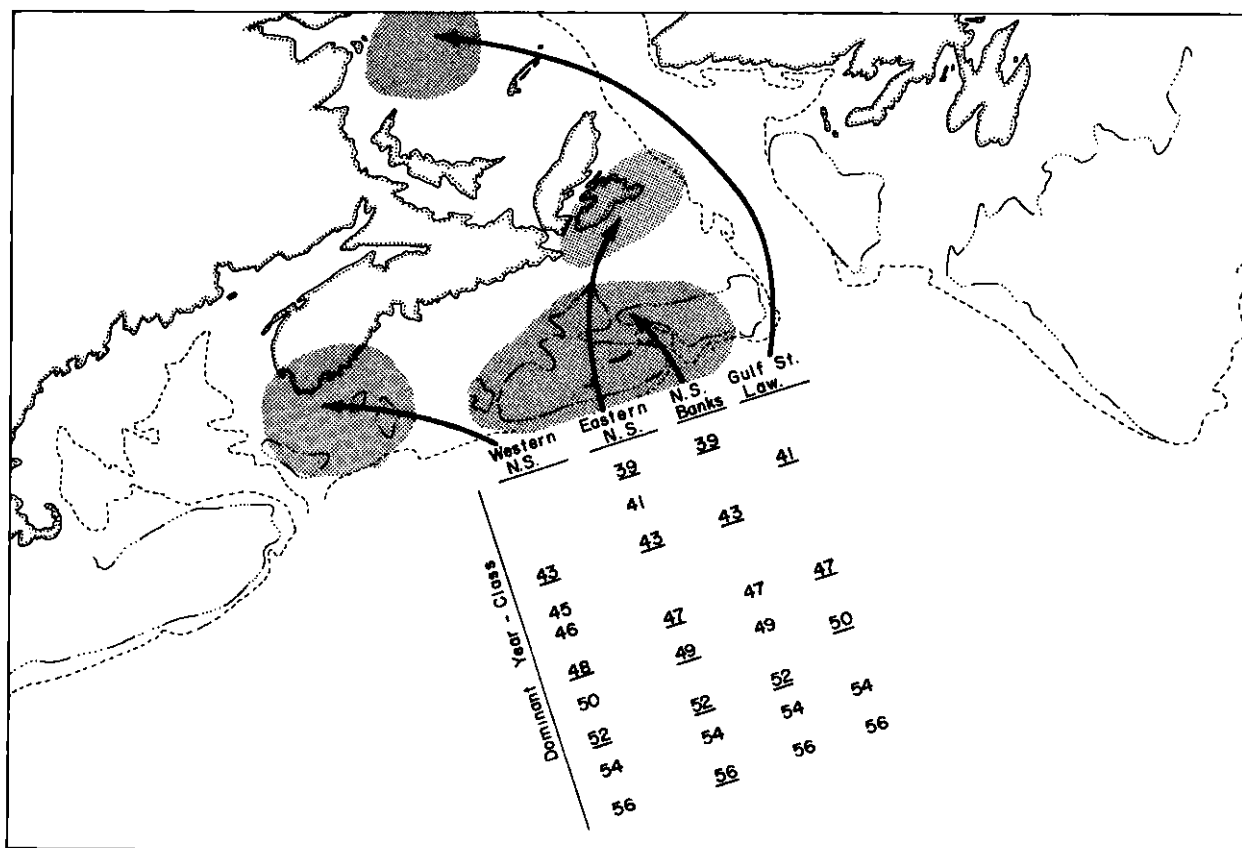 Western
N.S.
Eastern
N.S.
N.S.
Banks
Gulf St.
Law.
Dominant Year - Class
39 39 41
41
43 43
43
45
46 47 47 47
48 49 49 50
50
52 52 52
54 54 54 54
56 56 56 56